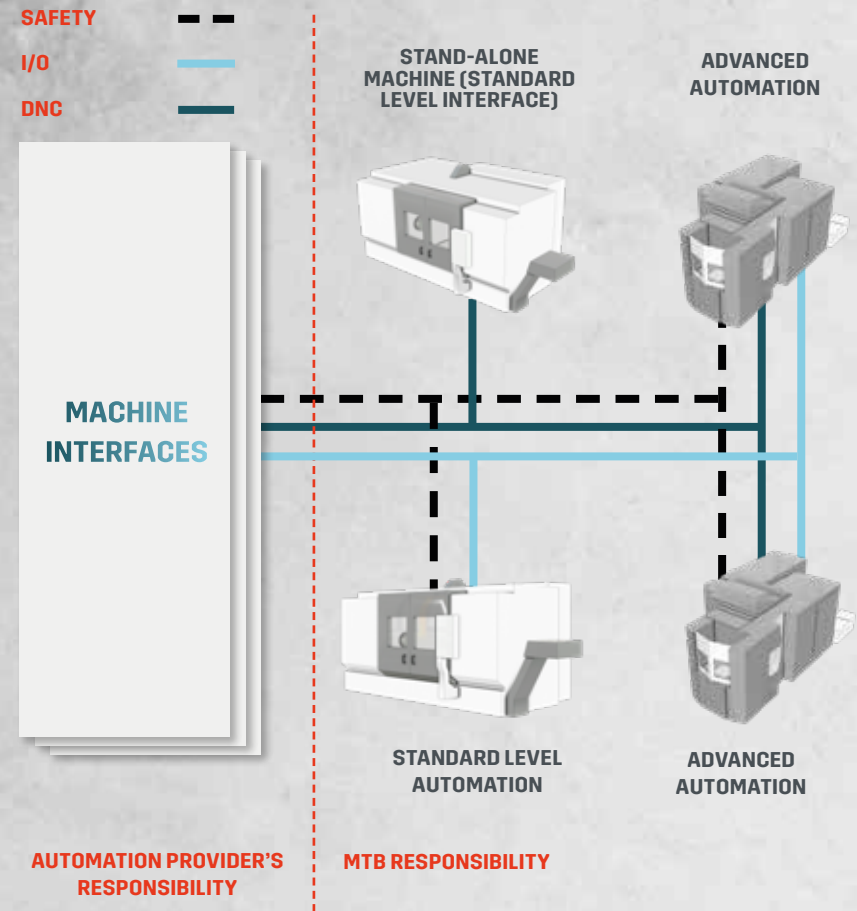 SAFETY
I/O
DNC
STAND-ALONE
MACHINE (STANDARD
LEVEL INTERFACE)
ADVANCED
AUTOMATION
MACHINE
INTERFACES
STANDARD LEVEL
AUTOMATION
ADVANCED
AUTOMATION
AUTOMATION PROVIDER'S
RESPONSIBILITY
MTB RESPONSIBILITY